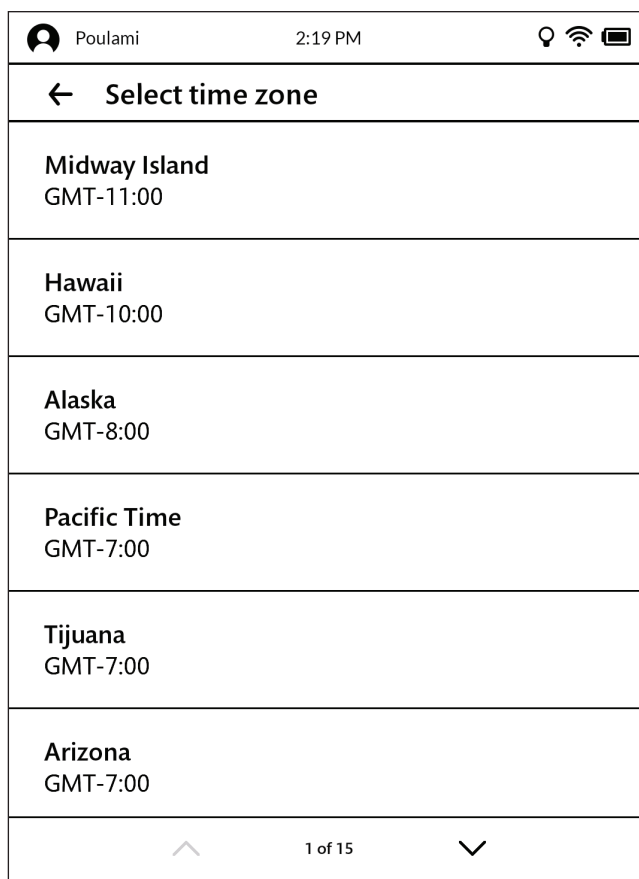 Poulami 2:19 PM
Select time zone
Midway Island
GMT-11:00
Hawaii
GMT-10:00
Alaska
GMT-8:00
Pacific Time
GMT-7:00
Tijuana
GMT-7:00
Arizona
GMT-7:00
1 of 15